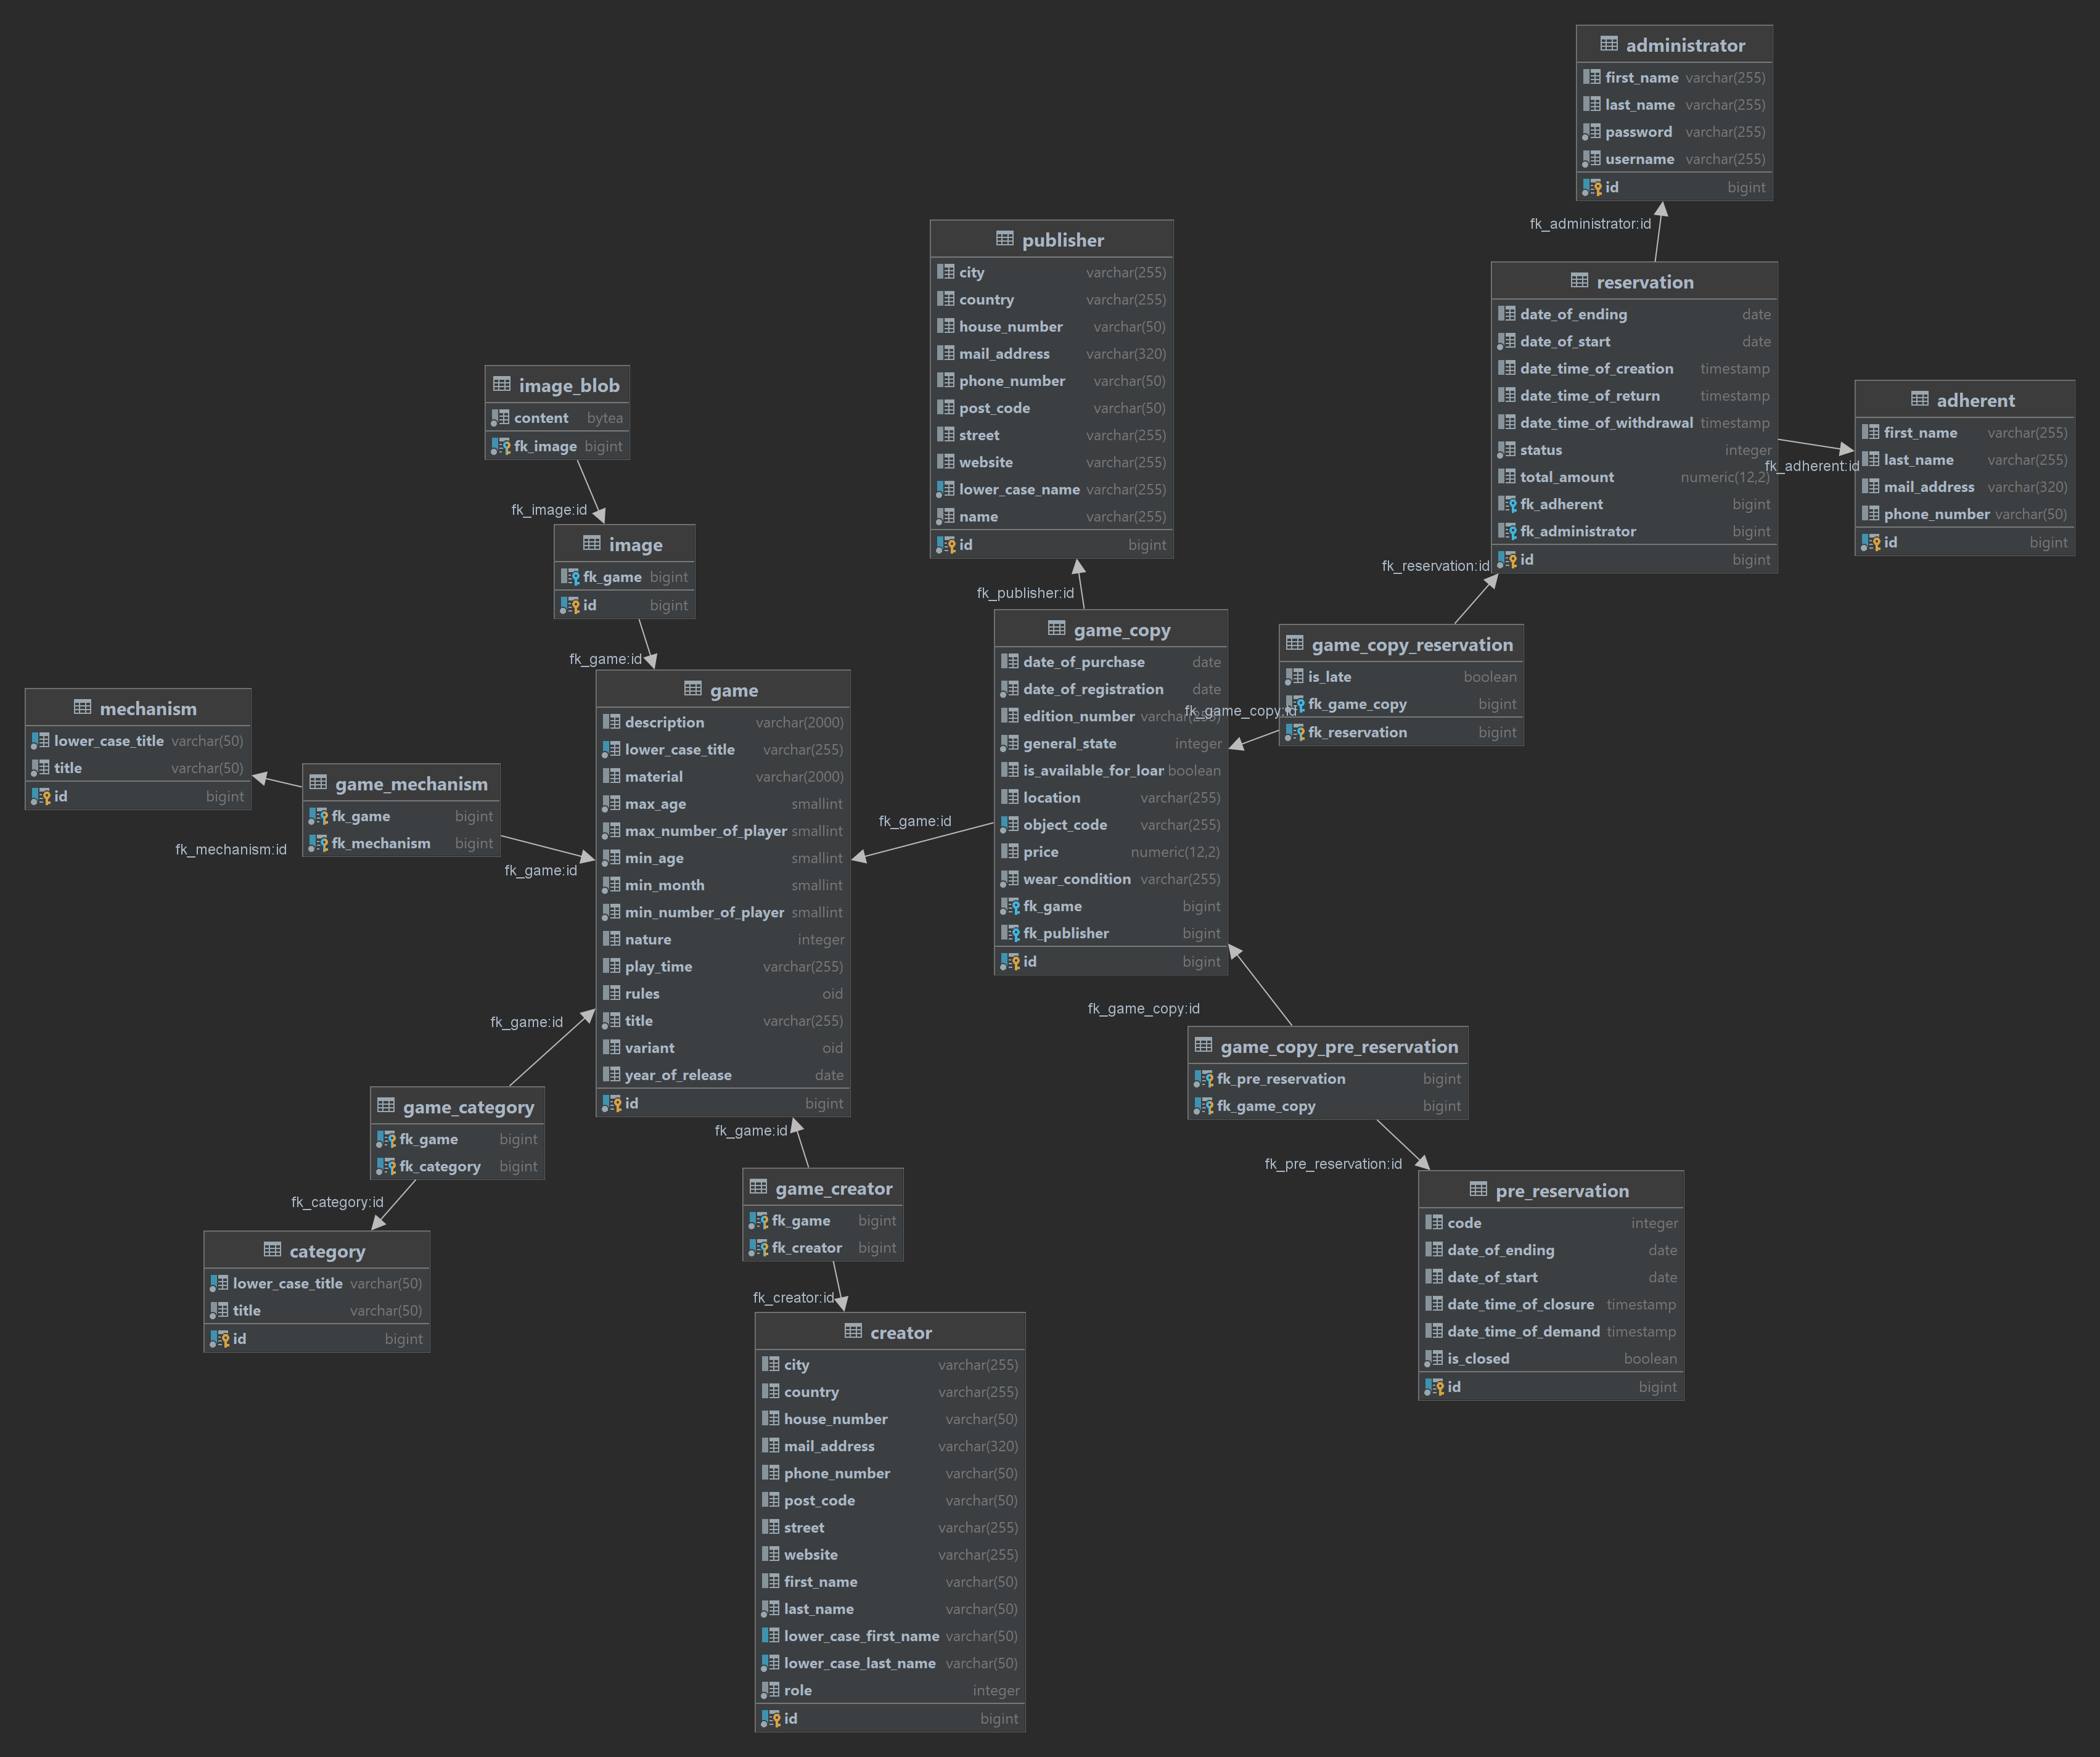 administrator
first_name varchar(255)
last_name varchar(255)
password varchar(255)
username varchar(255)
id bigint
fk_administrator:id
publisher
city varchar(255)
country varchar(255)
house_number varchar(50)
mail_address varchar(320)
phone_number varchar(50)
post_code varchar(50)
street varchar(255)
website varchar(255)
lower_case_name varchar(255)
name varchar(255)
id bigint
reservation
date_of_ending date
date_of_start date
date_time_of_creation timestamp
date_time_of_return timestamp
date_time_of_withdrawal timestamp
status integer
total_amount numeric(12,2)
fk_adherent bigint
fk_administrator bigint
id bigint
fk_adherent:id
adherent
first_name varchar(255)
last_name varchar(255)
mail_address varchar(320)
phone_number varchar(50)
id bigint
image_blob
content bytea
fk_image bigint
fk_image:id
image
fk_game bigint
id bigint
fk_game:id
fk_publisher:id
fk_reservation:id
game_copy
date_of_purchase date
date_of_registration date
edition_number varchar(255)
general_state integer
is_available_for_loar boolean
location varchar(255)
object_code varchar(255)
price numeric(12,2)
wear_condition varchar(255)
fk_game bigint
fk_publisher bigint
id bigint
game_copy_reservation
is_late boolean
fk_game_copy bigint
fk_reservation bigint
fk_game_copy:id
mechanism
lower_case_title varchar(50)
title varchar(50)
id bigint
game_mechanism
fk_game bigint
fk_mechanism bigint
fk_mechanism:id
fk_game:id
game
description varchar(2000)
lower_case_title varchar(255)
material varchar(2000)
max_age smallint
max_number_of_player smallint
min_age smallint
min_month smallint
min_number_of_player smallint
nature integer
play_time varchar(255)
rules oid
title varchar(255)
variant oid
year_of_release date
id bigint
fk_game:id
fk_game:id
fk_game_copy:id
game_copy_pre_reservation
fk_pre_reservation bigint
fk_game_copy bigint
fk_pre_reservation:id
game_category
fk_game bigint
fk_category bigint
fk_category:id
category
lower_case_title varchar(50)
title varchar(50)
id bigint
fk_game:id
game_creator
fk_game bigint
fk_creator bigint
fk_creator:id
pre_reservation
code integer
date_of_ending date
date_of_start date
date_time_of_closure timestamp
date_time_of_demand timestamp
is_closed boolean
id bigint
creator
city varchar(255)
country varchar(255)
house_number varchar(50)
mail_address varchar(320)
phone_number varchar(50)
post_code varchar(50)
street varchar(255)
website varchar(255)
first_name varchar(50)
last_name varchar(50)
lower_case_first_name varchar(50)
lower_case_last_name varchar(50)
role integer
id bigint